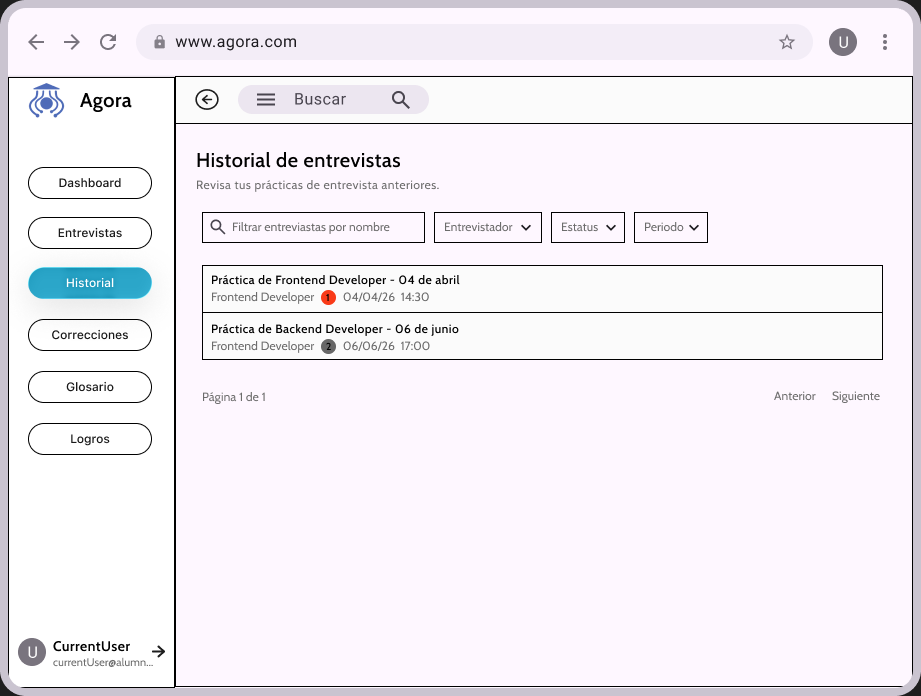 www.agora.com
U
Agora
Buscar
Dashboard
Entrevistas
Historial
Correcciones
Glosario
Logros
U
CurrentUser
currentUser@alumn...
Historial de entrevistas
Revisa tus prácticas de entrevista anteriores.
Filtrar entreviastas por nombre
Entrevistador
Estatus
Periodo
Práctica de Frontend Developer - 04 de abril
Frontend Developer 1 04/04/26 14:30
Práctica de Backend Developer - 06 de junio
Frontend Developer 2 06/06/26 17:00
Página 1 de 1
Anterior
Siguiente